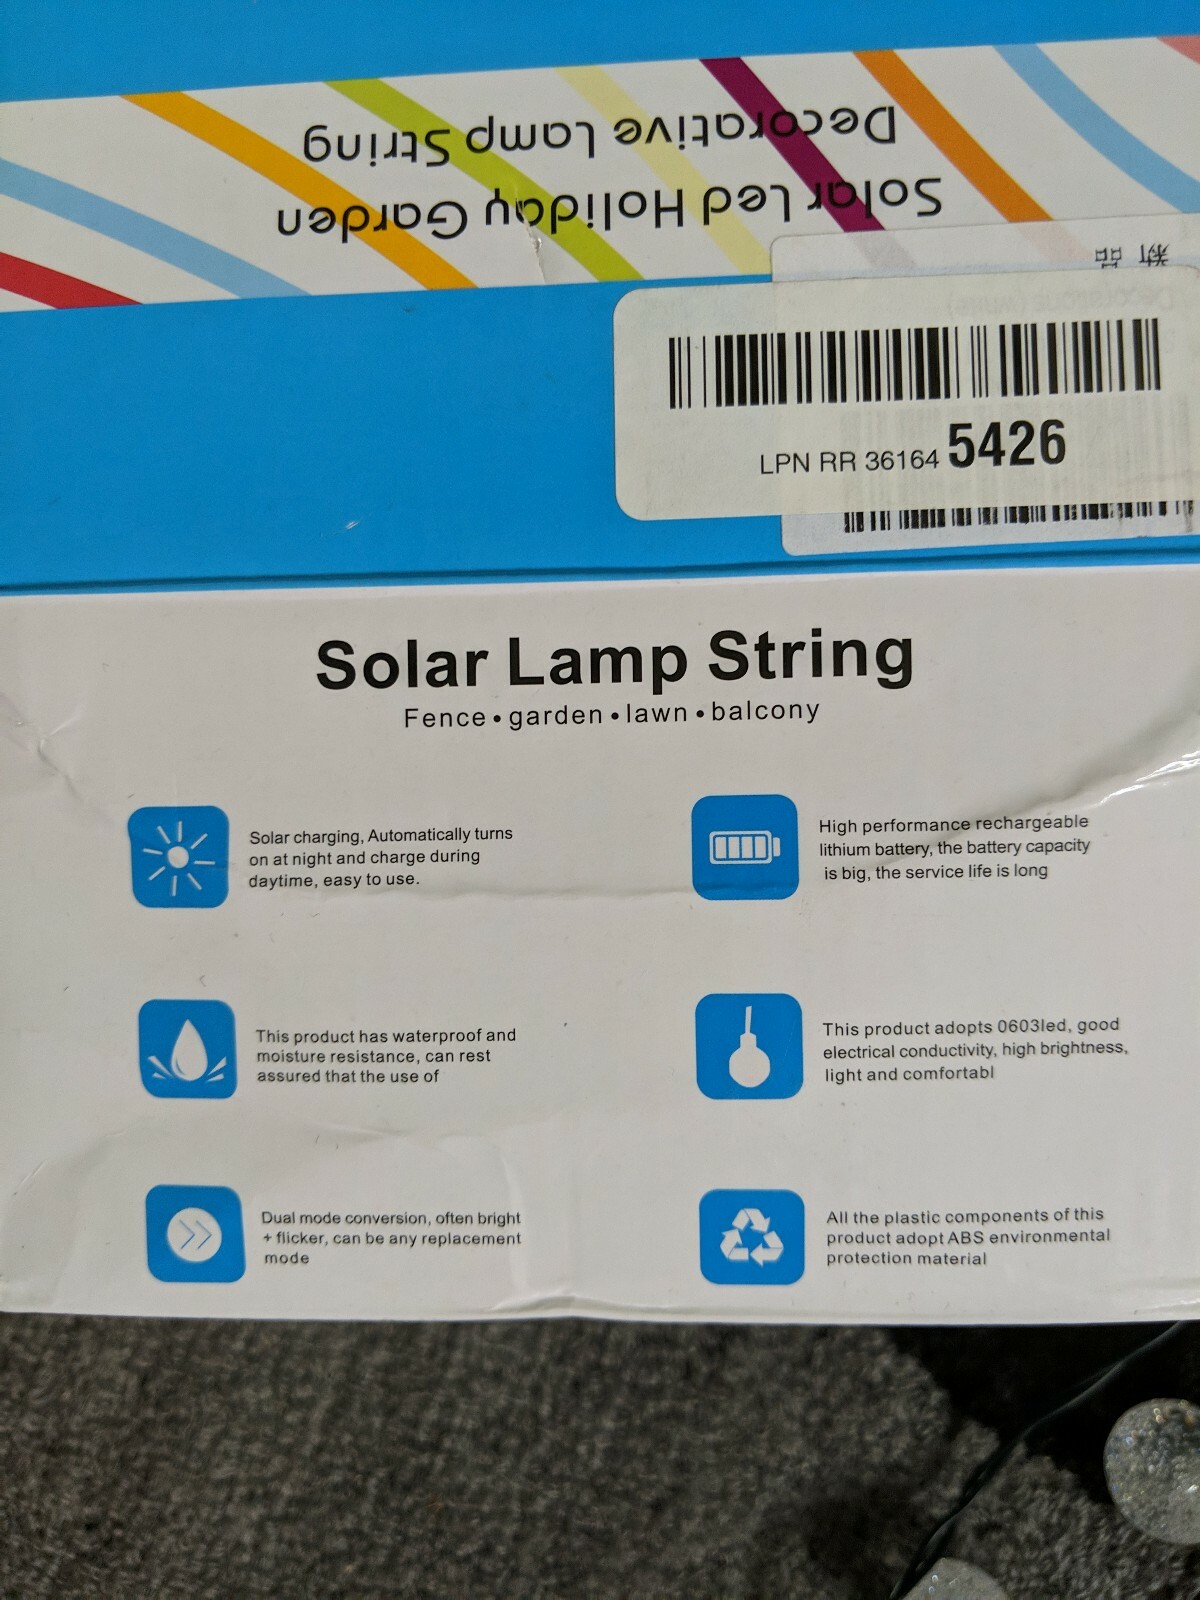 Solar Led Holiday Garden
Decorative Lamp String
新品
LPN RR 36164 5426
Solar Lamp String
Fence • garden • lawn • balcony
Solar charging, Automatically turns
on at night and charge during
daytime, easy to use.
High performance rechargeable
lithium battery, the battery capacity
is big, the service life is long
This product has waterproof and
moisture resistance, can rest
assured that the use of
This product adopts 0603led, good
electrical conductivity, high brightness,
light and comfortabl
Dual mode conversion, often bright
+ flicker, can be any replacement
mode
All the plastic components of this
product adopt ABS environmental
protection material